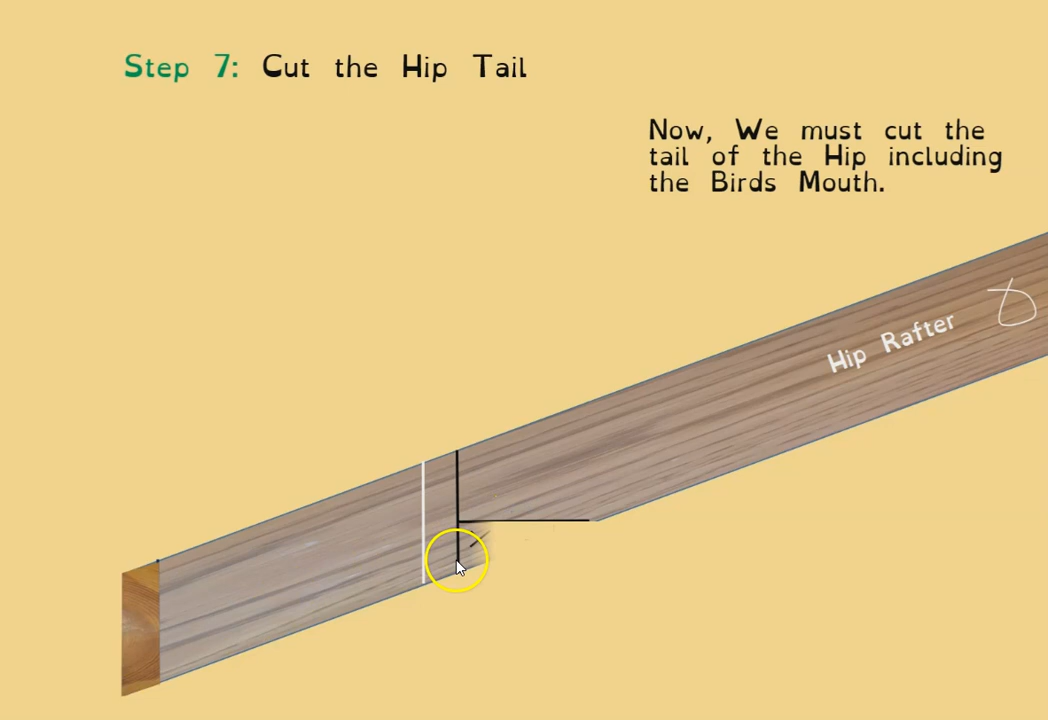 Step 7: Cut the Hip Tail
Now, We must cut the
tail of the Hip including
the Birds Mouth.
Hip Rafter